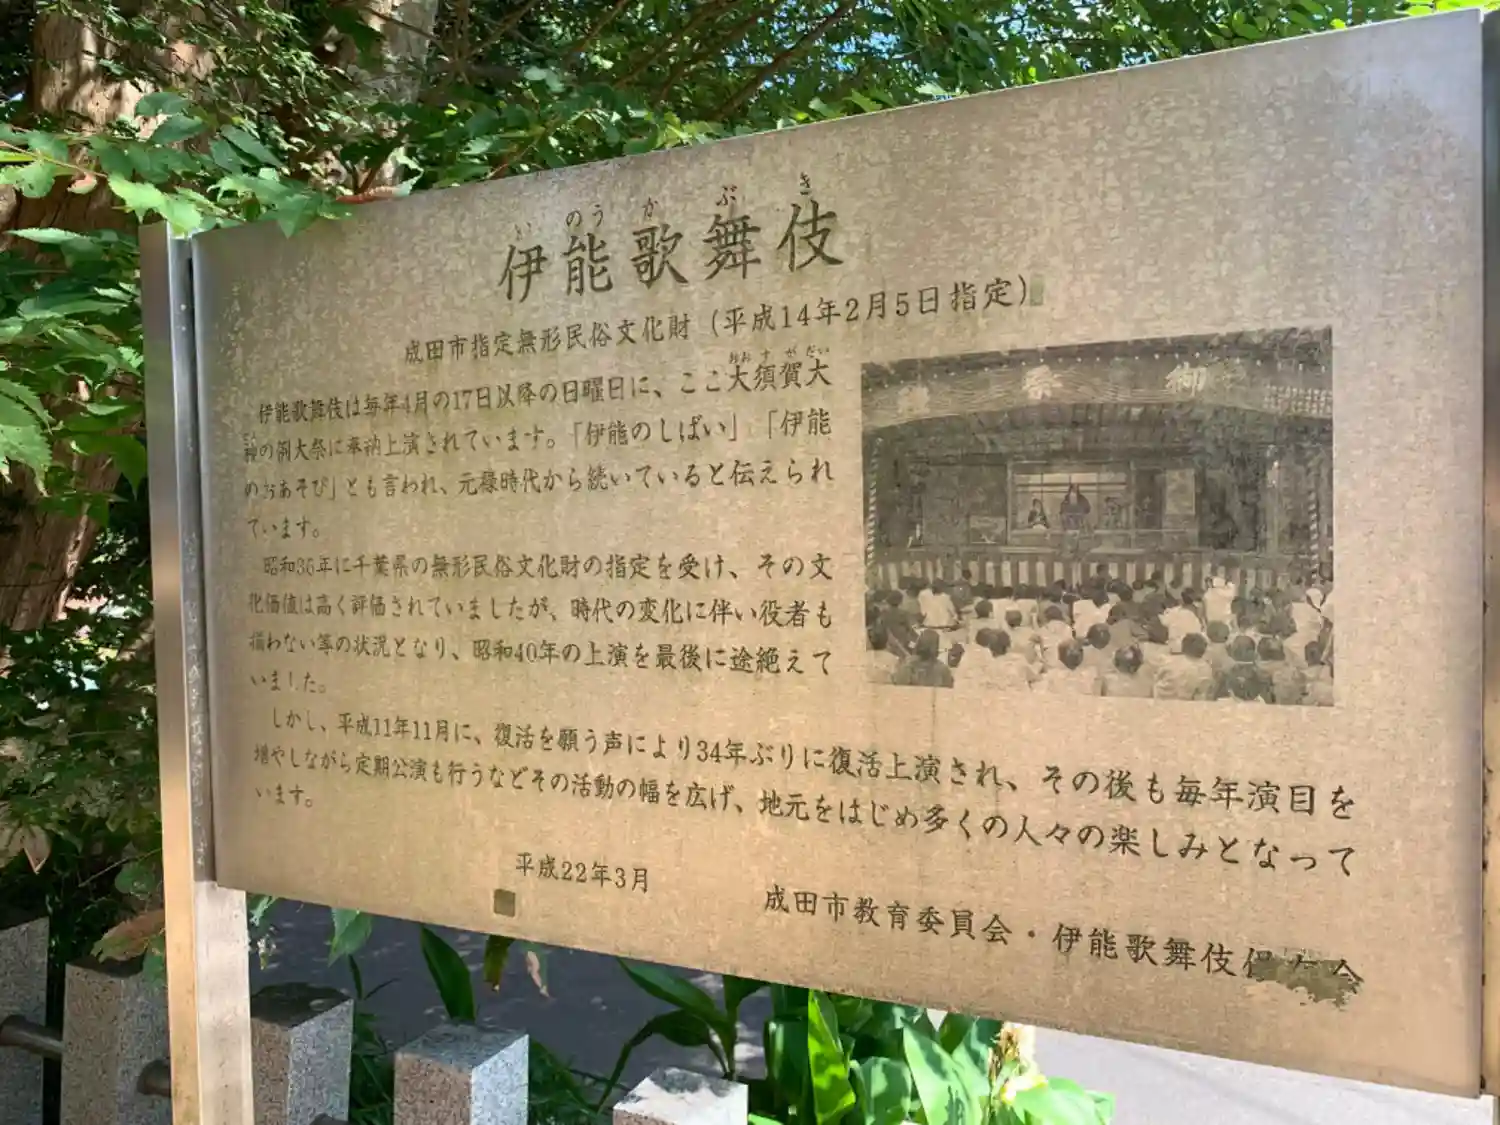 いのうかぶき
伊能歌舞伎
成田市指定無形民俗文化財（平成14年2月5日指定）
おおすがだい
伊能歌舞伎は毎年4月の17日以降の日曜日に、ここ大須賀大
神の例大祭に奉納上演されています。「伊能のしばい」「伊能
のおあそび」とも言われ、元禄時代から続いていると伝えられ
ています。
昭和36年に千葉県の無形民俗文化財の指定を受け、その文
化価値は高く評価されていましたが、時代の変化に伴い役者も
揃わない等の状況となり、昭和40年の上演を最後に途絶えて
いました。
しかし、平成11年11月に、復活を願う声により34年ぶりに復活上演され、その後も毎年演目を
増やしながら定期公演も行うなどその活動の幅を広げ、地元をはじめ多くの人々の楽しみとなって
います。
平成22年3月
成田市教育委員会・伊能歌舞伎